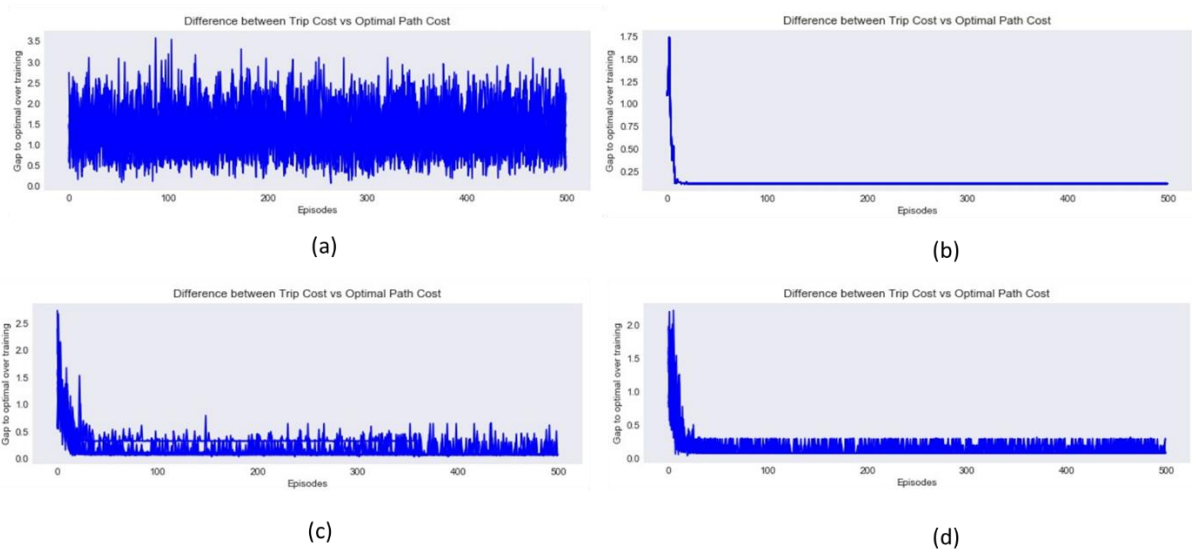 Difference between Trip Cost vs Optimal Path Cost
Gap to optimal over training
3.5
3.0
2.5
2.0
1.5
1.0
0.5
0.0
0 100 200 300 400 500
Episodes
(a)
Difference between Trip Cost vs Optimal Path Cost
Gap to optimal over training
1.75
1.50
1.25
1.00
0.75
0.50
0.25
0 100 200 300 400 500
Episodes
(b)
Difference between Trip Cost vs Optimal Path Cost
Gap to optimal over training
2.5
2.0
1.5
1.0
0.5
0.0
0 100 200 300 400 500
Episodes
(c)
Difference between Trip Cost vs Optimal Path Cost
Gap to optimal over training
2.0
1.5
1.0
0.5
0.0
0 100 200 300 400 500
Episodes
(d)